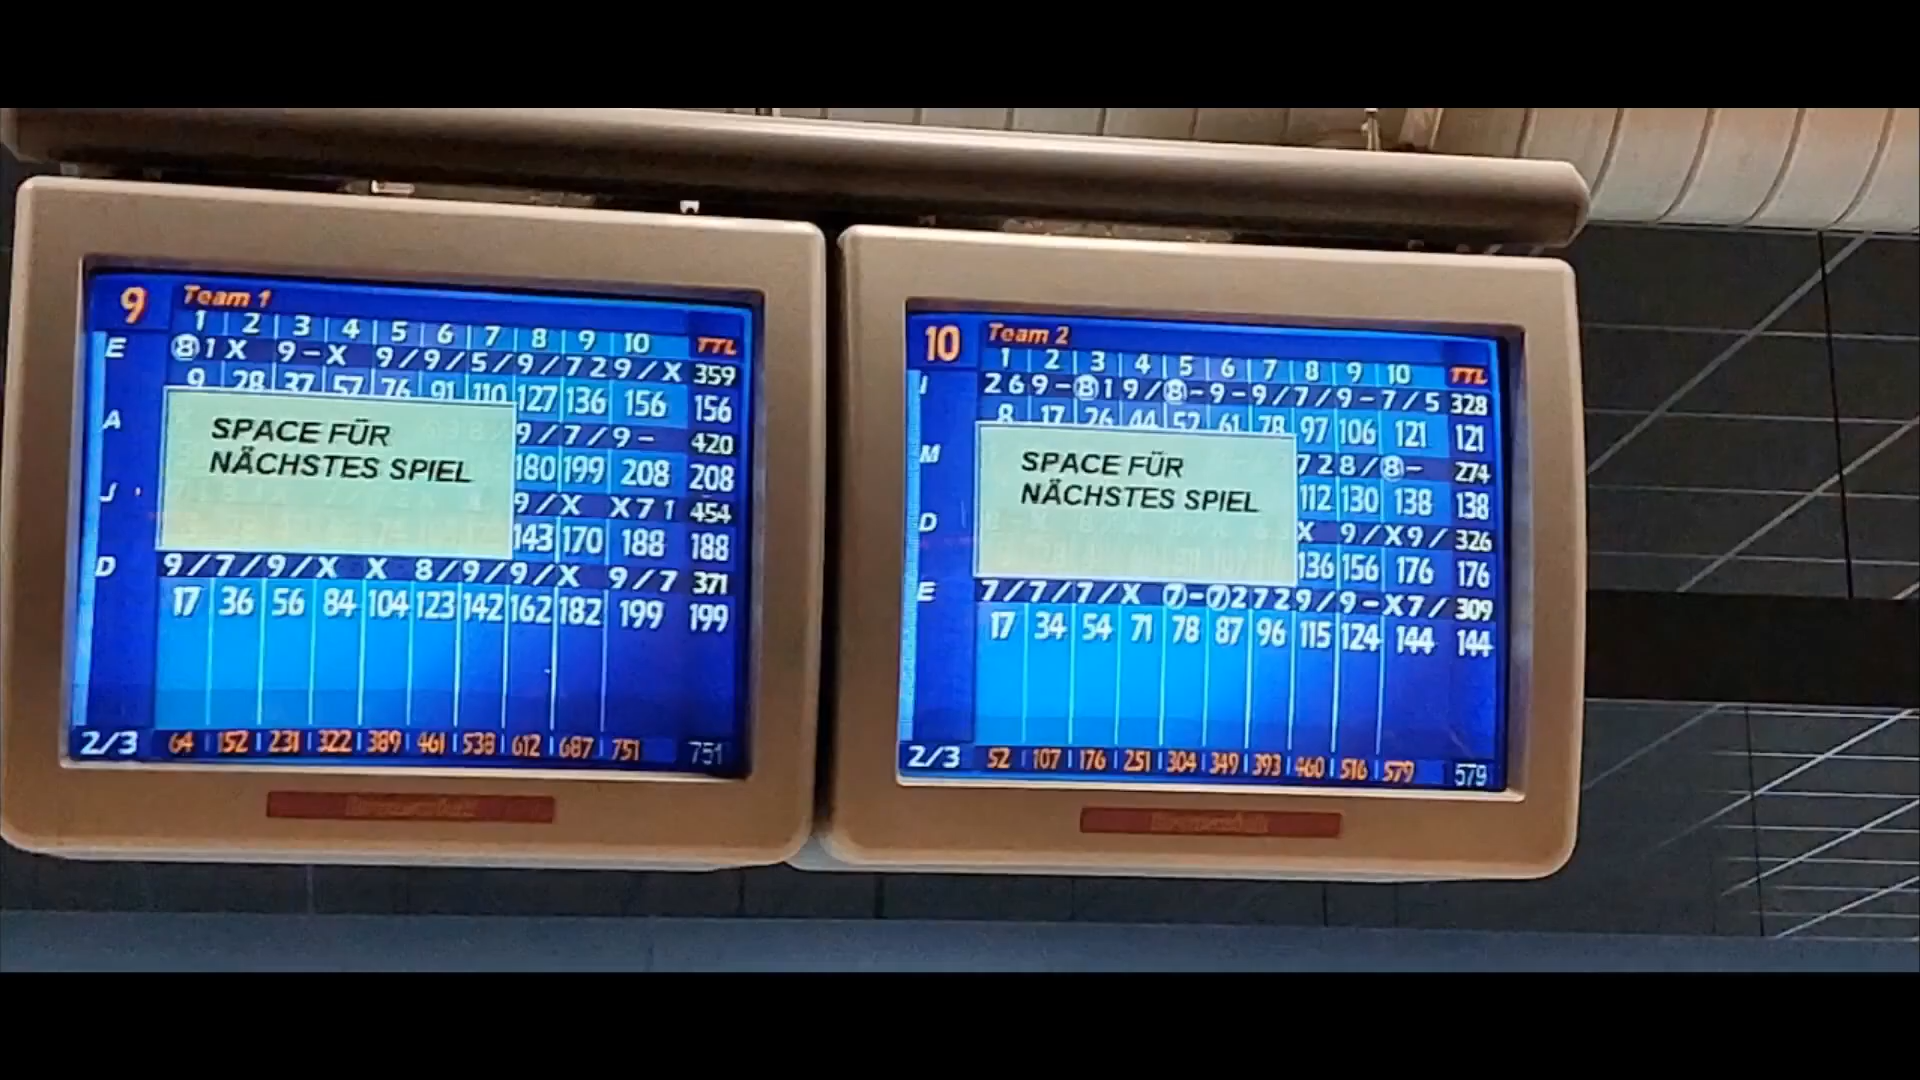 9 Team 1
1 2 3 4 5 6 7 8 9 10 TTL
E 8 1 X 9 - X 9 / 9 / 5 / 9 / 7 2 9 / X 359
9 28 37 57 76 91 110 127 136 156 156
A 9 / 7 / 9 - 420
180 199 208 208
J 9 / X X 7 1 454
143 170 188 188
D 9 / 7 / 9 / X X 8 / 9 / 9 / X 9 / 7 371
17 36 56 84 104 123 142 162 182 199 199
SPACE FÜR
NÄCHSTES SPIEL
2/3 64 152 231 322 389 461 538 612 687 751 751
10 Team 2
1 2 3 4 5 6 7 8 9 10 TTL
I 2 6 9 - 8 1 9 / 8 - 9 - 9 / 7 / 9 - 7 / 5 328
8 17 26 44 52 61 78 97 106 121 121
M 7 2 8 / 8 - 274
112 130 138 138
D X 9 / X 9 / 326
136 156 176 176
E 7 / 7 / 7 / X 7 - 7 2 7 2 9 / 9 - X 7 / 309
17 34 54 71 78 87 96 115 124 144 144
SPACE FÜR
NÄCHSTES SPIEL
2/3 52 107 176 251 304 349 393 460 516 579 579